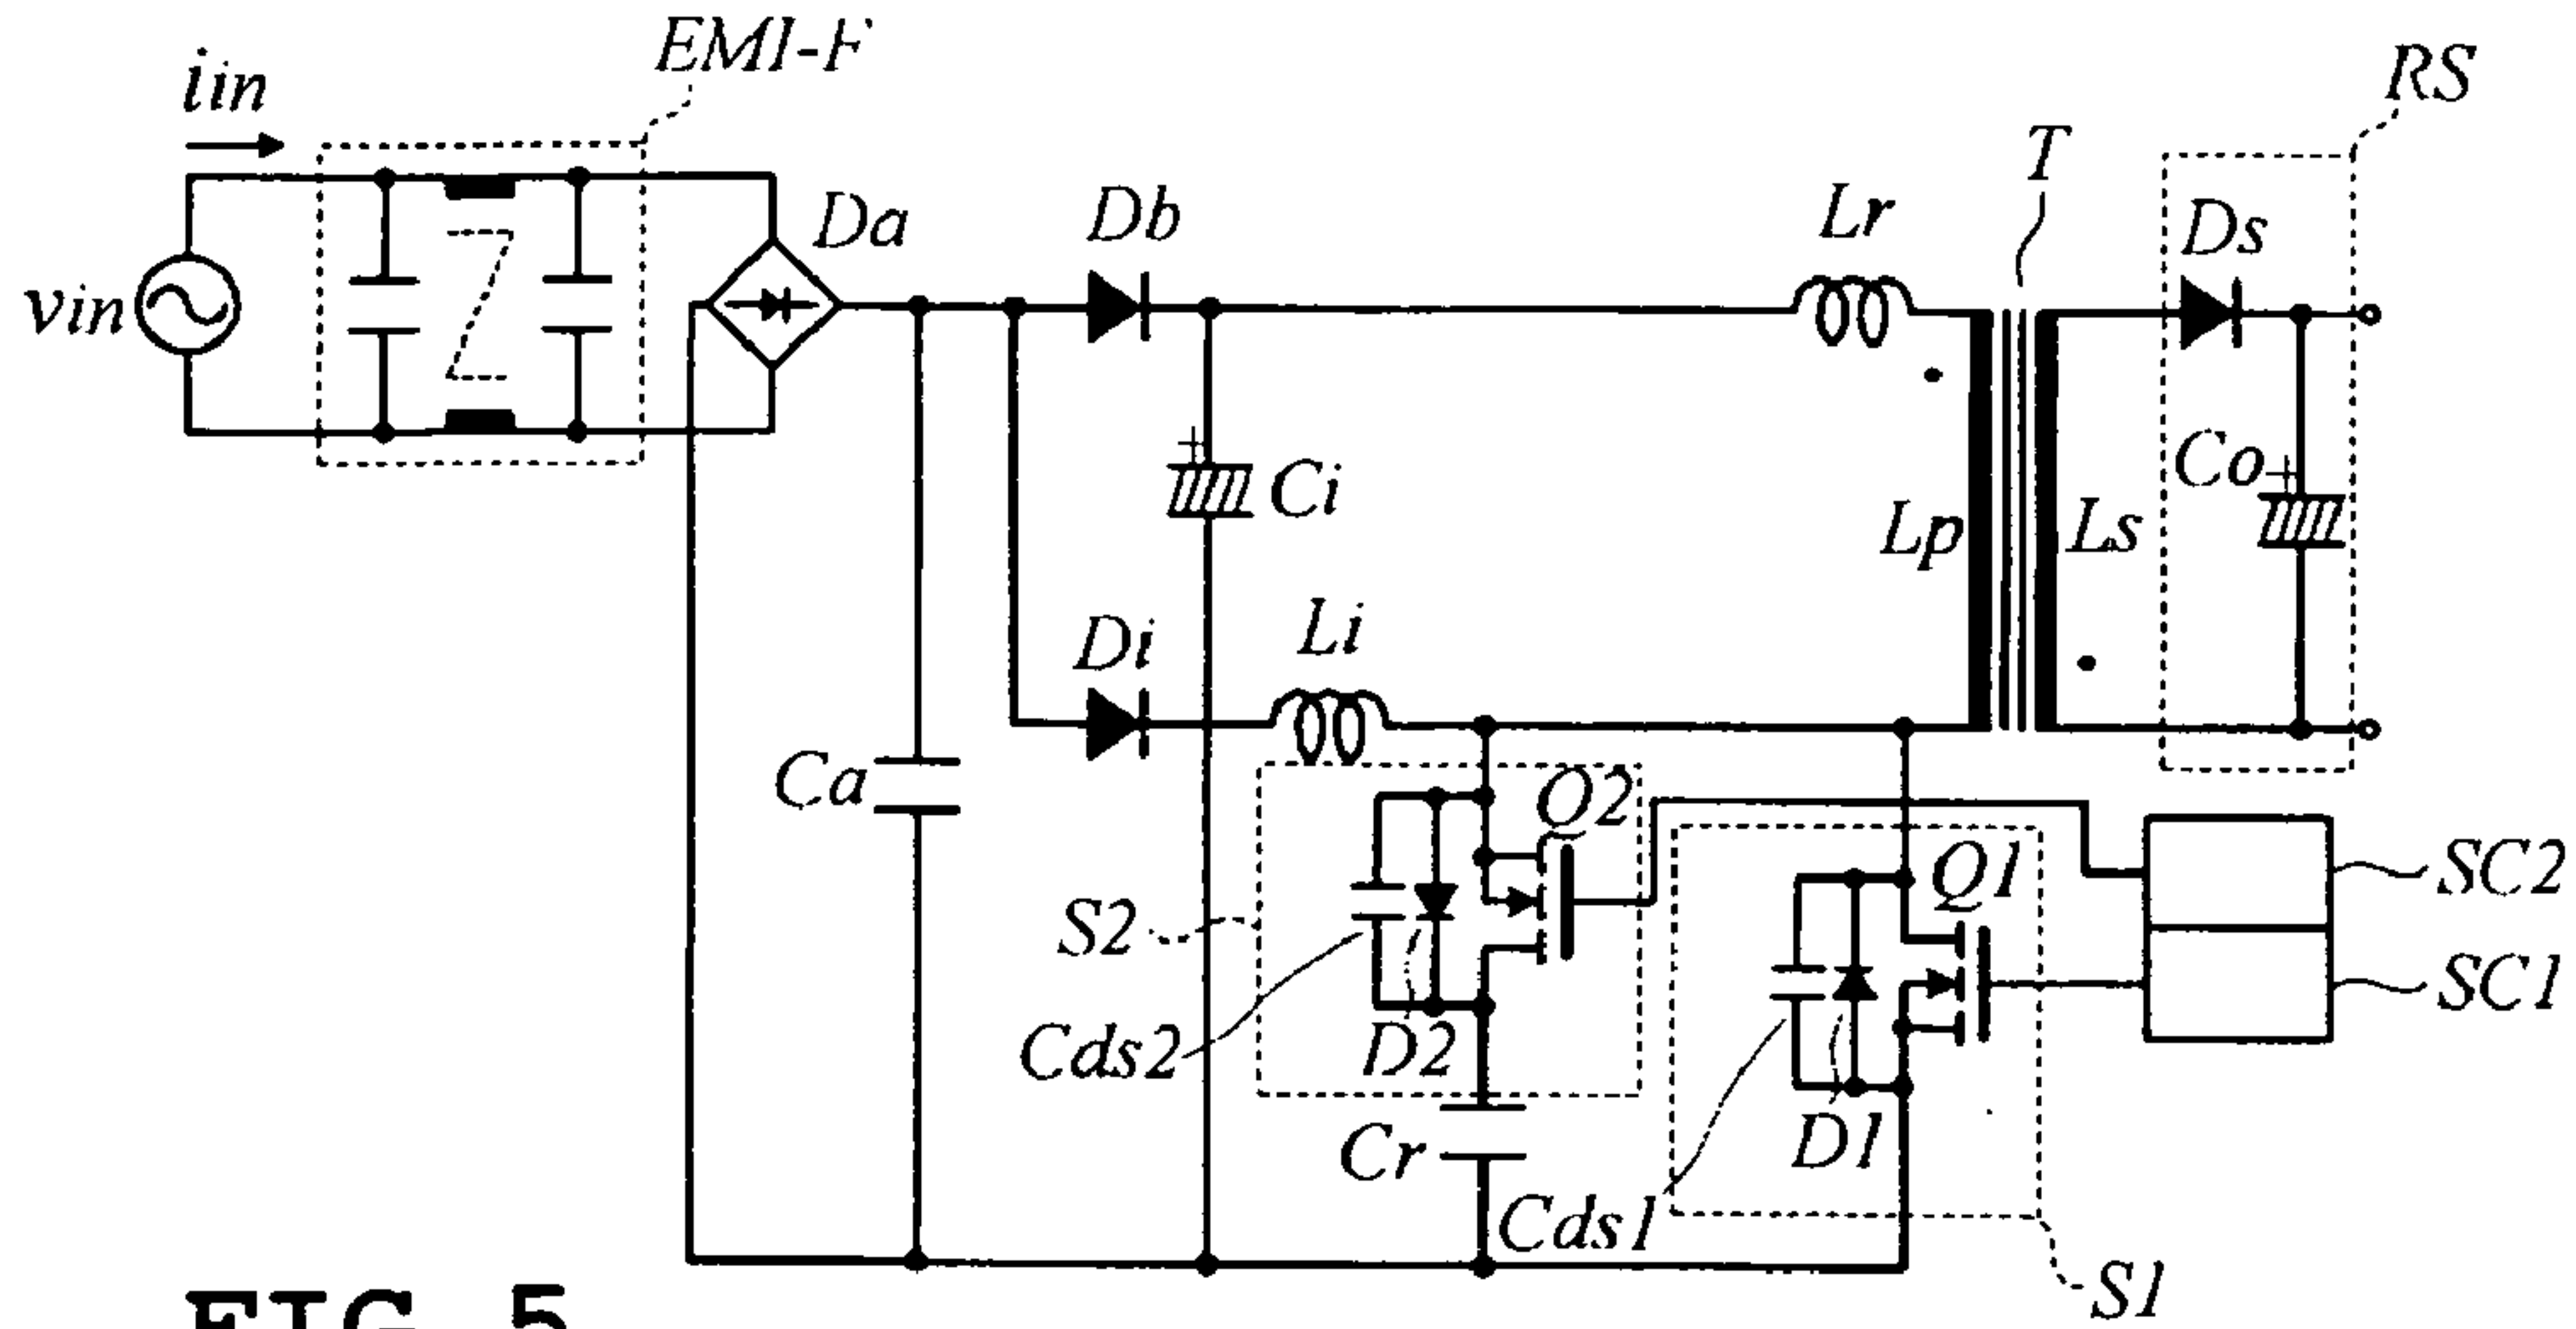 EMI-F
iin
RS
T
Da
Db
Lr
Ds
vin
Ci
Co
Lp
Ls
Di
Li
Ca
Q2
Q1
SC2
S2
SC1
Cds2
D2
D1
Cr
Cds1
S1
FIG. 5